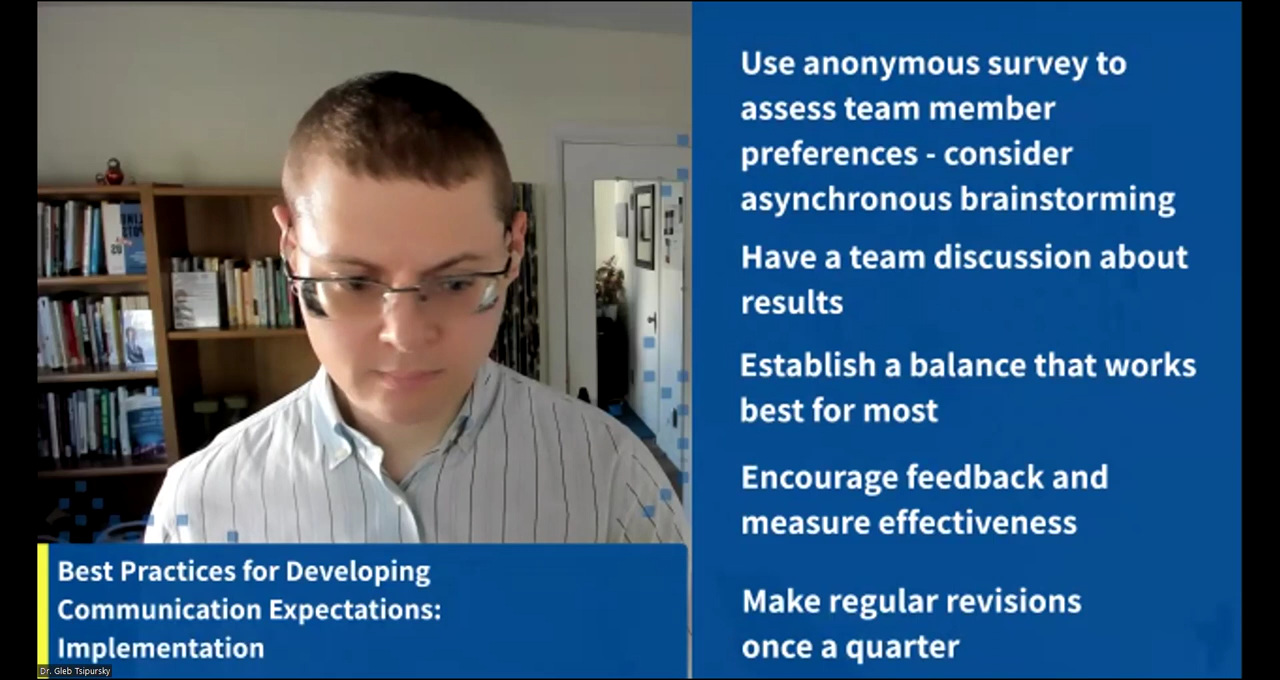 Use anonymous survey to
assess team member
preferences - consider
asynchronous brainstorming
Have a team discussion about
results
Establish a balance that works
best for most
Encourage feedback and
measure effectiveness
Make regular revisions
once a quarter
Best Practices for Developing
Communication Expectations:
Implementation
Dr. Gleb Tsipursky